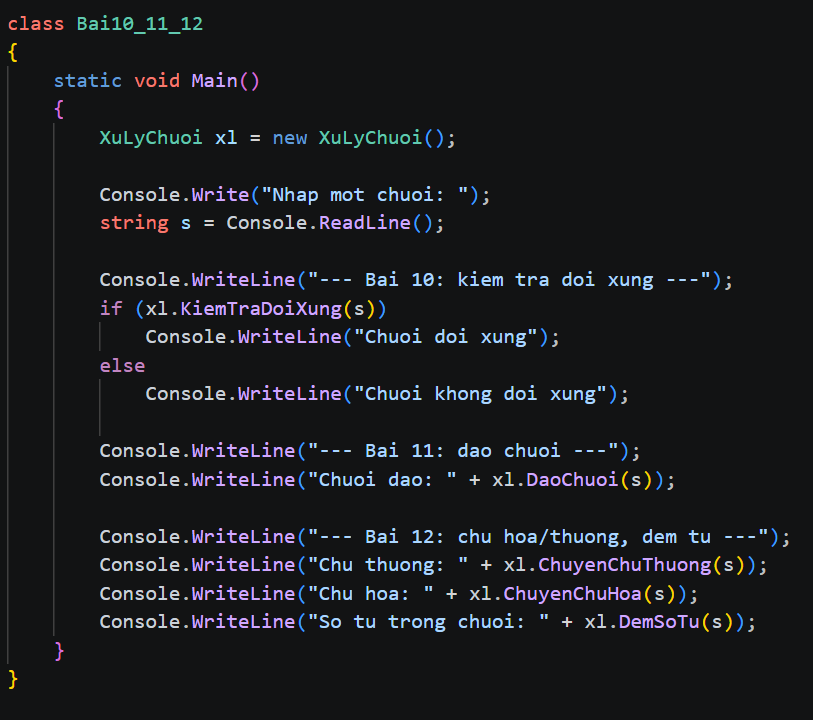 class Bai10_11_12
{
    static void Main()
    {
        XuLyChuoi xl = new XuLyChuoi();

        Console.Write("Nhap mot chuoi: ");
        string s = Console.ReadLine();

        Console.WriteLine("--- Bai 10: kiem tra doi xung ---");
        if (xl.KiemTraDoiXung(s))
            Console.WriteLine("Chuoi doi xung");
        else
            Console.WriteLine("Chuoi khong doi xung");

        Console.WriteLine("--- Bai 11: dao chuoi ---");
        Console.WriteLine("Chuoi dao: " + xl.DaoChuoi(s));

        Console.WriteLine("--- Bai 12: chu hoa/thuong, dem tu ---");
        Console.WriteLine("Chu thuong: " + xl.ChuyenChuThuong(s));
        Console.WriteLine("Chu hoa: " + xl.ChuyenChuHoa(s));
        Console.WriteLine("So tu trong chuoi: " + xl.DemSoTu(s));
    }
}